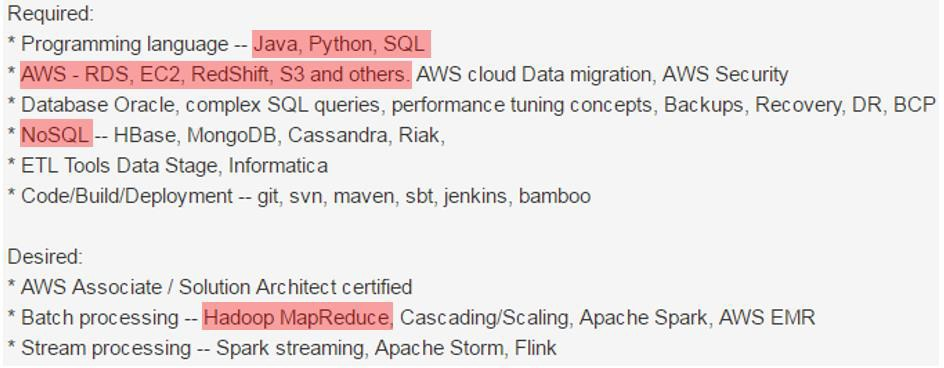 Required:
* Programming language -- Java, Python, SQL
* AWS - RDS, EC2, RedShift, S3 and others. AWS cloud Data migration, AWS Security
* Database Oracle, complex SQL queries, performance tuning concepts, Backups, Recovery, DR, BCP
* NoSQL -- HBase, MongoDB, Cassandra, Riak,
* ETL Tools Data Stage, Informatica
* Code/Build/Deployment -- git, svn, maven, sbt, jenkins, bamboo
Desired:
* AWS Associate / Solution Architect certified
* Batch processing -- Hadoop MapReduce, Cascading/Scaling, Apache Spark, AWS EMR
* Stream processing -- Spark streaming, Apache Storm, Flink